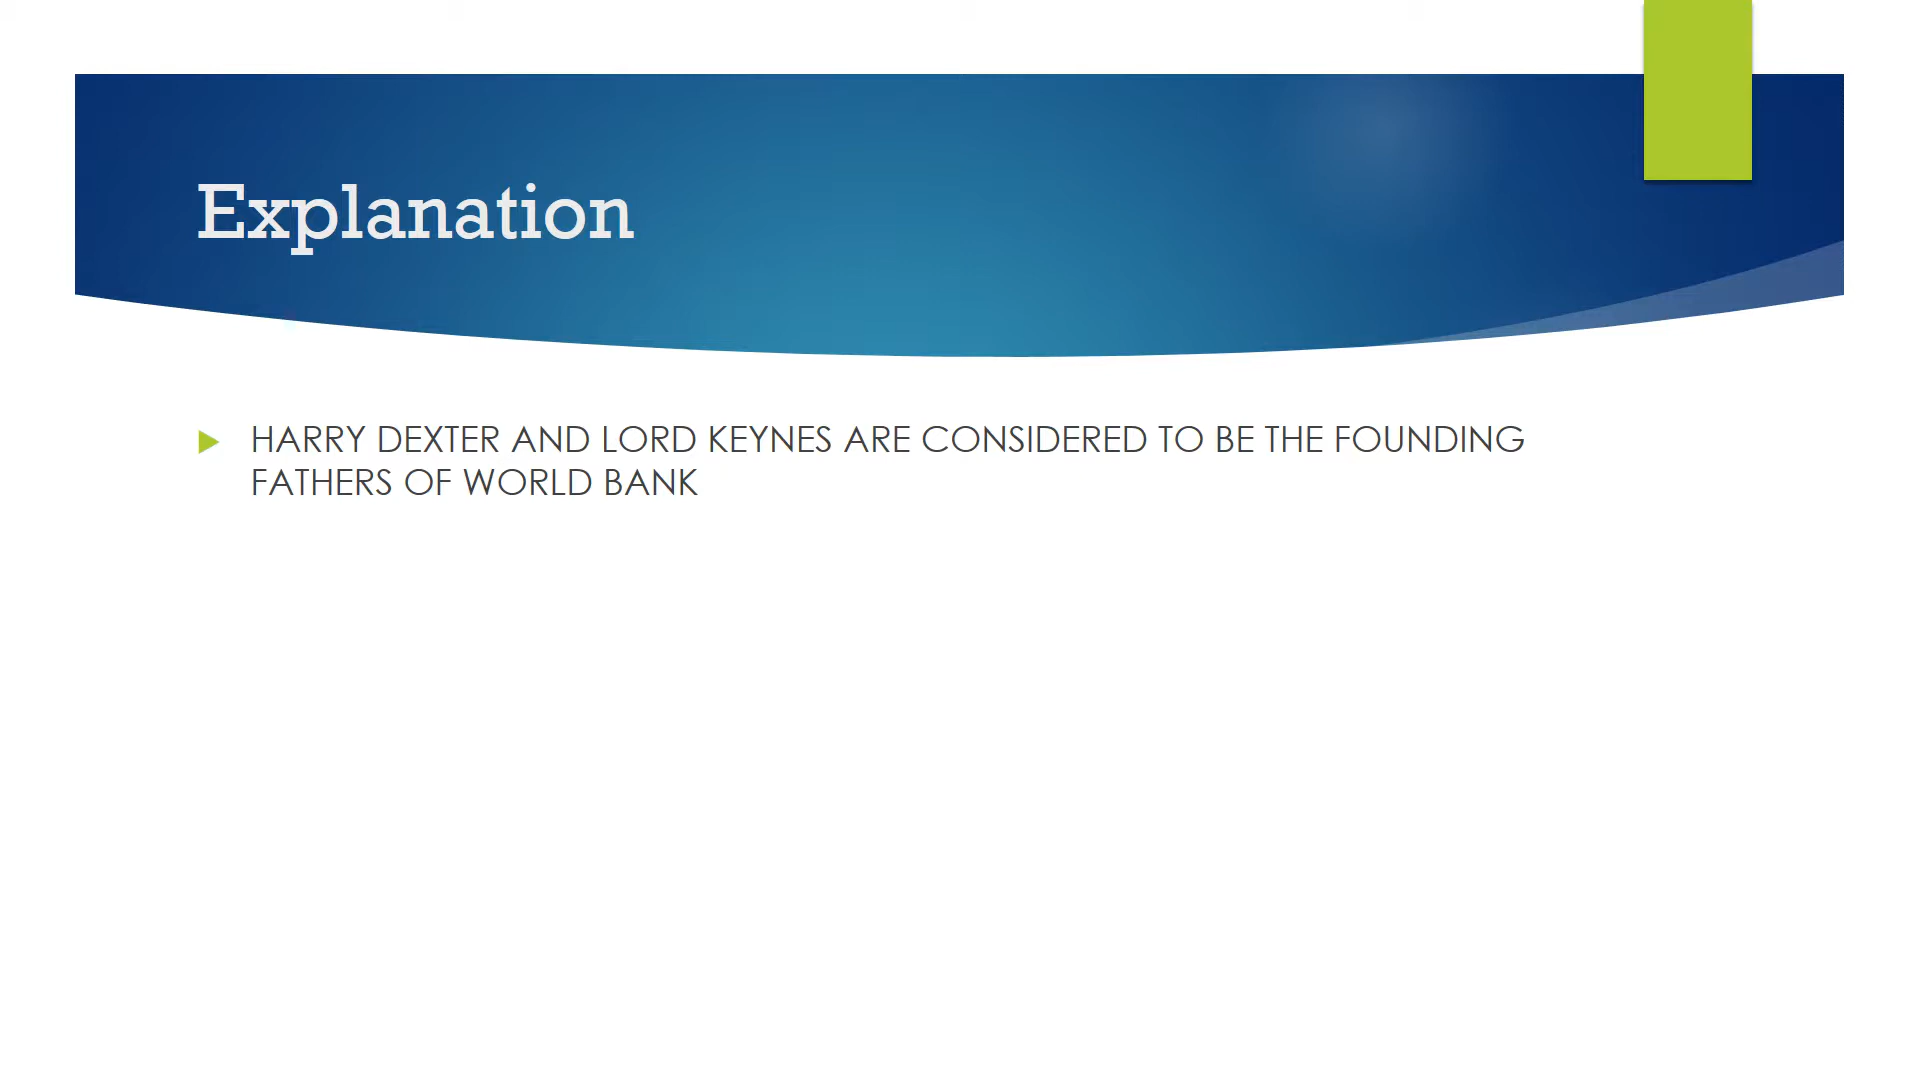 Explanation
HARRY DEXTER AND LORD KEYNES ARE CONSIDERED TO BE THE FOUNDING
FATHERS OF WORLD BANK